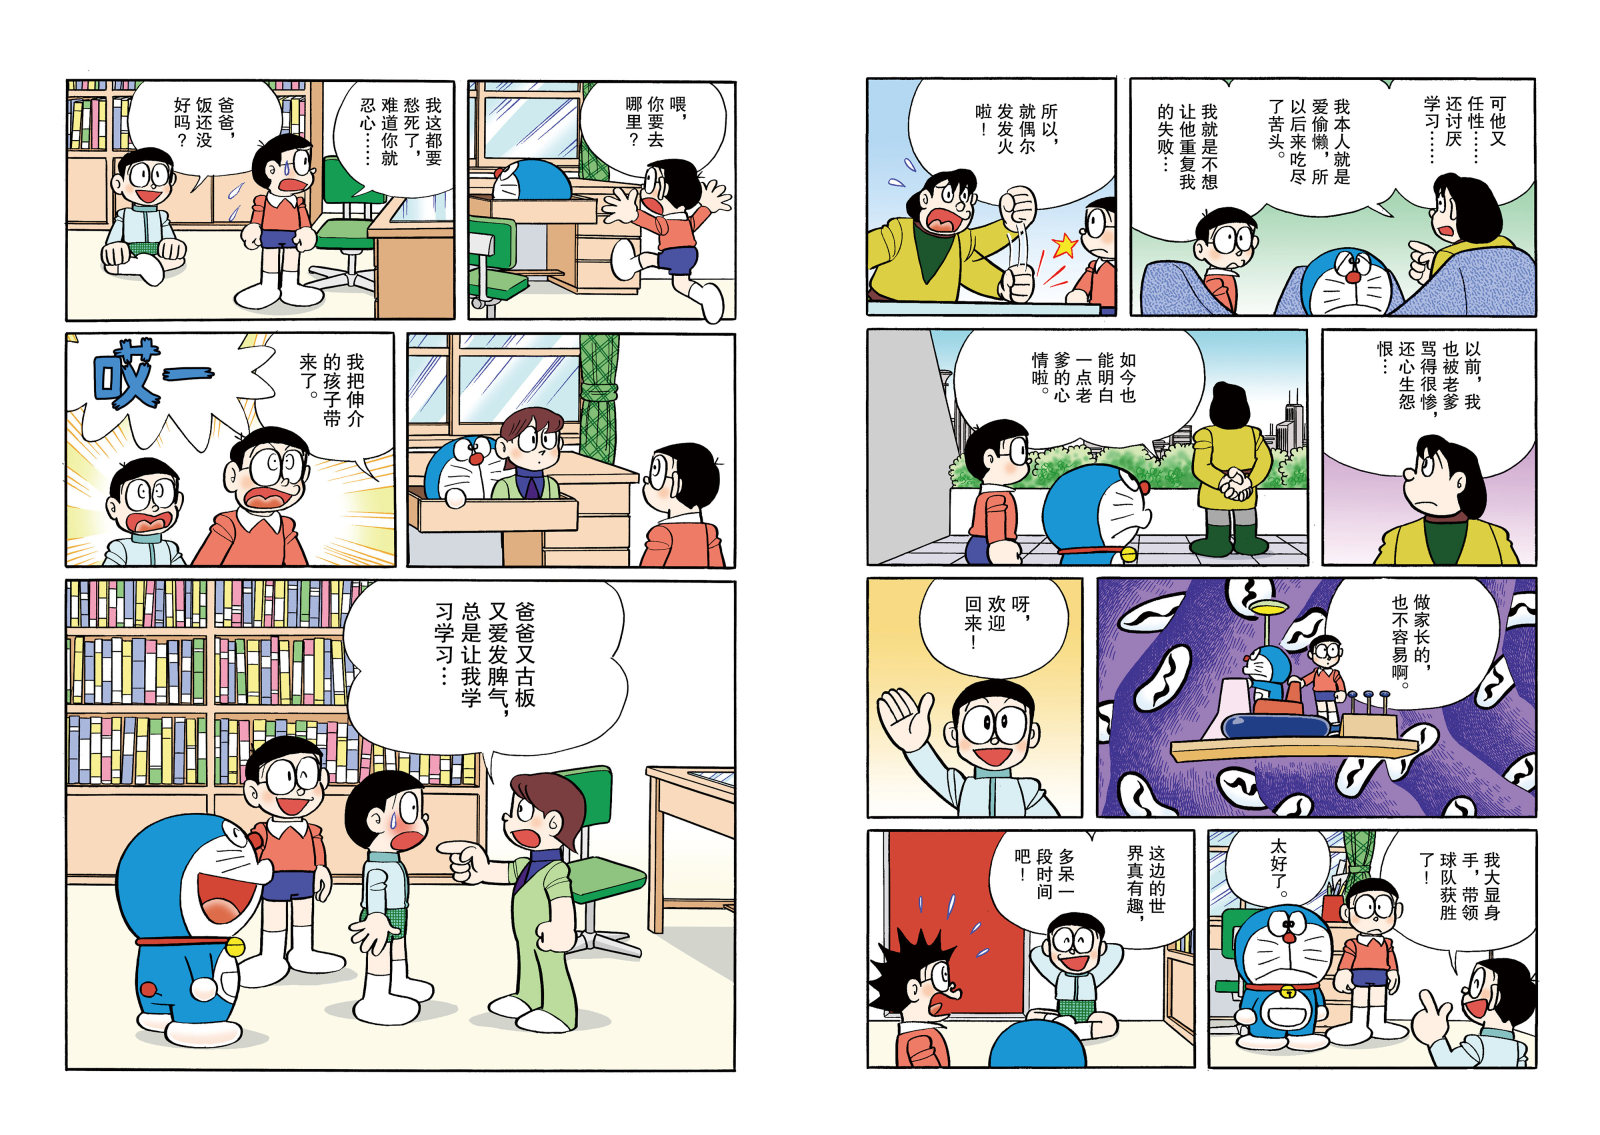 可他又
任性……
还讨厌
学习……
我本人就是
爱偷懒，所
以后来吃尽
了苦头。
我就是不想
让他重复我
的失败…
所以，
就偶尔
发发火
啦！
以前，我
也被老爹
骂得很惨，
还心生怨
恨…
如今也
能明白
一点老
爹的心
情啦。
做家长的，
也不容易啊。
呀，
欢迎
回来！
我大显身
手，带领
球队获胜
了！
太好了。
这边的世
界真有趣，
多呆一
段时间
吧！
喂，
你要去
哪里？
我这都要
愁死了，
难道你就
忍心……
爸爸，
饭还没
好吗？
我把伸介
的孩子带
来了。
哎一
爸爸又古板
又爱发脾气，
总是让我学
习学习…